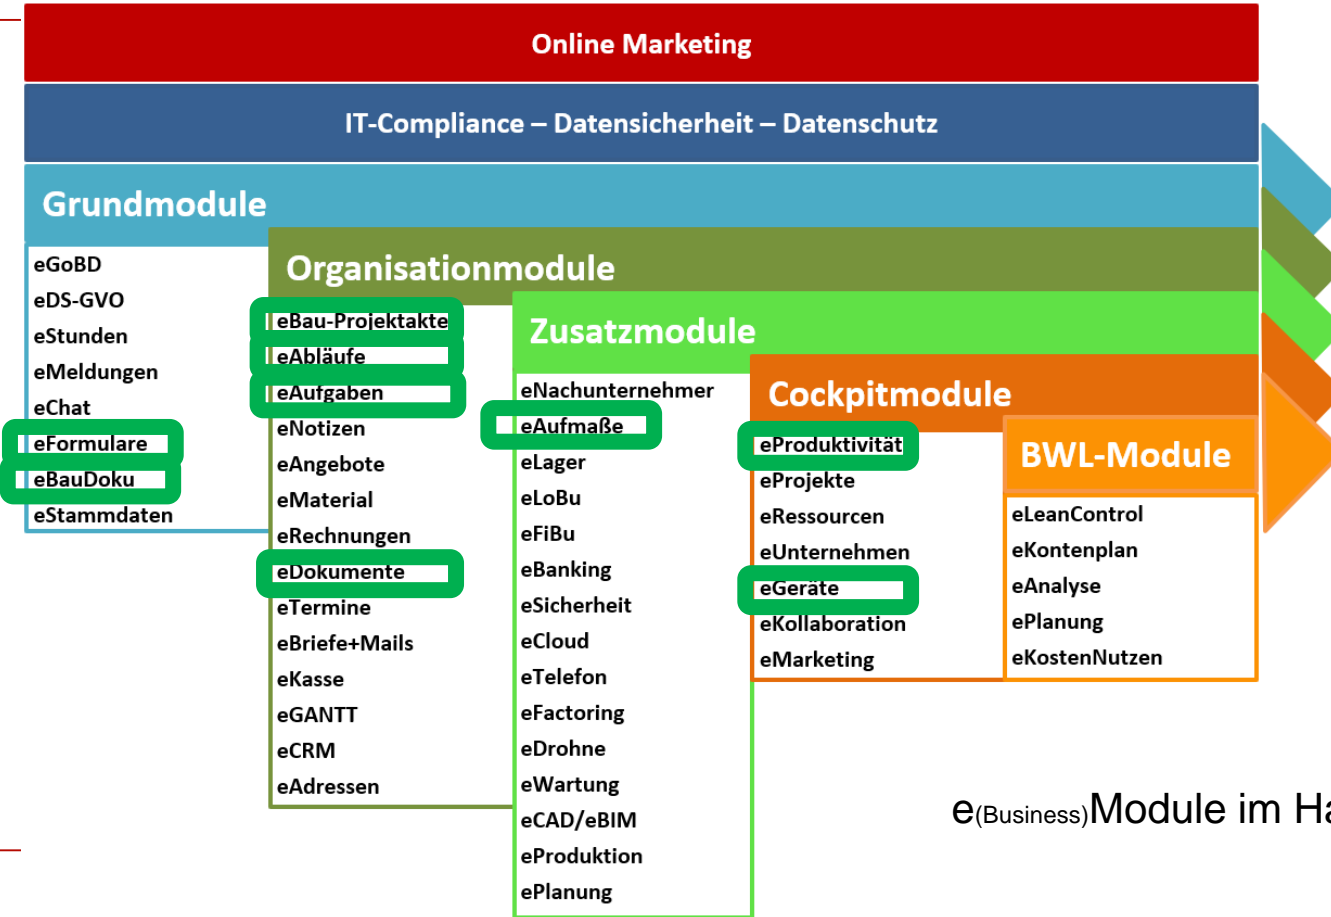 Online Marketing
IT-Compliance – Datensicherheit – Datenschutz
Grundmodule
eGoBD
eDS-GVO
eStunden
eMeldungen
eChat
eFormulare
eBauDoku
eStammdaten
Organisationmodule
eBau-Projektakte
eAbläufe
eAufgaben
eNotizen
eAngebote
eMaterial
eRechnungen
eDokumente
eTermine
eBriefe+Mails
eKasse
eGANTT
eCRM
eAdressen
Zusatzmodule
eNachunternehmer
eAufmaße
eLager
eLoBu
eFiBu
eBanking
eSicherheit
eCloud
eTelefon
eFactoring
eDrohne
eWartung
eCAD/eBIM
eProduktion
ePlanung
Cockpitmodule
eProduktivität
eProjekte
eRessourcen
eUnternehmen
eGeräte
eKollaboration
eMarketing
BWL-Module
eLeanControl
eKontenplan
eAnalyse
ePlanung
eKostenNutzen
e(Business)Module im